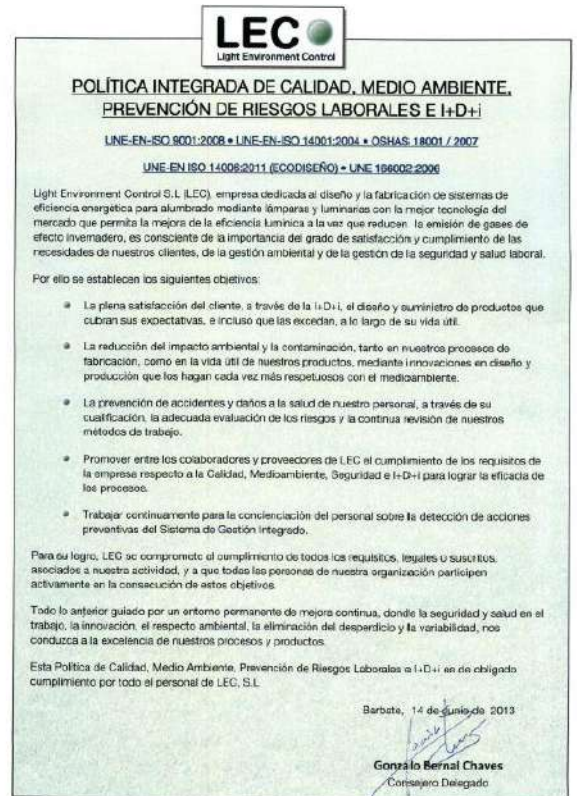 LEC
Light Environment Control
POLÍTICA INTEGRADA DE CALIDAD, MEDIO AMBIENTE,
PREVENCIÓN DE RIESGOS LABORALES E I+D+i
UNE-EN-ISO 9001:2008 • UNE-EN-ISO 14001:2004 • OSHAS 18001 / 2007
UNE-EN ISO 14006:2011 (ECODISEÑO) • UNE 166002:2006
Light Environment Control S.L (LEC), empresa dedicada al diseño y la fabricación de sistemas de
eficiencia energética para alumbrado mediante lámparas y luminarias con la mejor tecnología del
mercado que permita la mejora de la eficiencia lumínica a la vez que reducen la emisión de gases de
efecto invernadero, es consciente de la importancia del grado de satisfacción y cumplimiento de las
necesidades de nuestros clientes, de la gestión ambiental y de la gestión de la seguridad y salud laboral.
Por ello se establecen los siguientes objetivos:
La plena satisfacción del cliente, a través de la I+D+i, el diseño y suministro de productos que
cubran sus expectativas, e incluso que las excedan, a lo largo de su vida útil.
La reducción del impacto ambiental y la contaminación, tanto en nuestros procesos de
fabricación, como en la vida útil de nuestros productos, mediante innovaciones en diseño y
producción que los hagan cada vez más respetuosos con el medioambiente.
La prevención de accidentes y daños a la salud de nuestro personal, a través de su
cualificación, la adecuada evaluación de los riesgos y la continua revisión de nuestros
métodos de trabajo.
Promover entre los colaboradores y proveedores de LEC el cumplimiento de los requisitos de
la empresa respecto a la Calidad, Medioambiente, Seguridad e I+D+i para lograr la eficacia de
los procesos.
Trabajar continuamente para la concienciación del personal sobre la detección de acciones
preventivas del Sistema de Gestión Integrado.
Para su logro, LEC se compromete al cumplimiento de todos los requisitos, legales o suscritos,
asociados a nuestra actividad, y a que todas las personas de nuestra organización participen
activamente en la consecución de estos objetivos.
Todo lo anterior guiado por un entorno permanente de mejora continua, donde la seguridad y salud en el
trabajo, la innovación, el respeto ambiental, la eliminación del desperdicio y la variabilidad, nos
conduzca a la excelencia de nuestros procesos y productos.
Esta Política de Calidad, Medio Ambiente, Prevención de Riesgos Laborales e I+D+i es de obligado
cumplimiento por todo el personal de LEC, S.L
Barbate, 14 de Junio de 2013
Gonzalo Bernal Chaves
Consejero Delegado